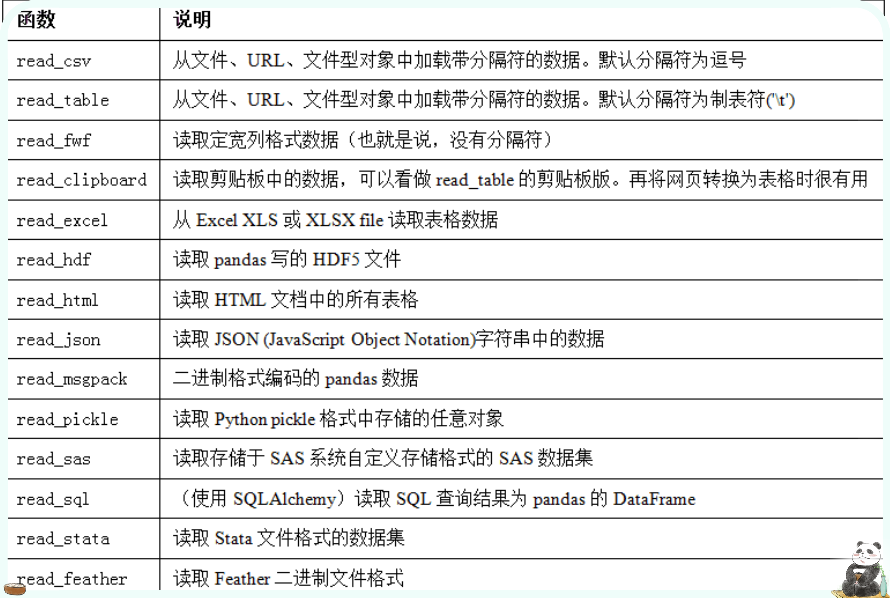 函数 说明
read_csv 从文件、URL、文件型对象中加载带分隔符的数据。默认分隔符为逗号
read_table 从文件、URL、文件型对象中加载带分隔符的数据。默认分隔符为制表符('\t')
read_fwf 读取定宽列格式数据（也就是说，没有分隔符）
read_clipboard 读取剪贴板中的数据，可以看做 read_table 的剪贴板版。再将网页转换为表格时很有用
read_excel 从 Excel XLS 或 XLSX file 读取表格数据
read_hdf 读取 pandas 写的 HDF5 文件
read_html 读取 HTML 文档中的所有表格
read_json 读取 JSON (JavaScript Object Notation)字符串中的数据
read_msgpack 二进制格式编码的 pandas 数据
read_pickle 读取 Python pickle 格式中存储的任意对象
read_sas 读取存储于 SAS 系统自定义存储格式的 SAS 数据集
read_sql （使用 SQLAlchemy）读取 SQL 查询结果为 pandas 的 DataFrame
read_stata 读取 Stata 文件格式的数据集
read_feather 读取 Feather 二进制文件格式